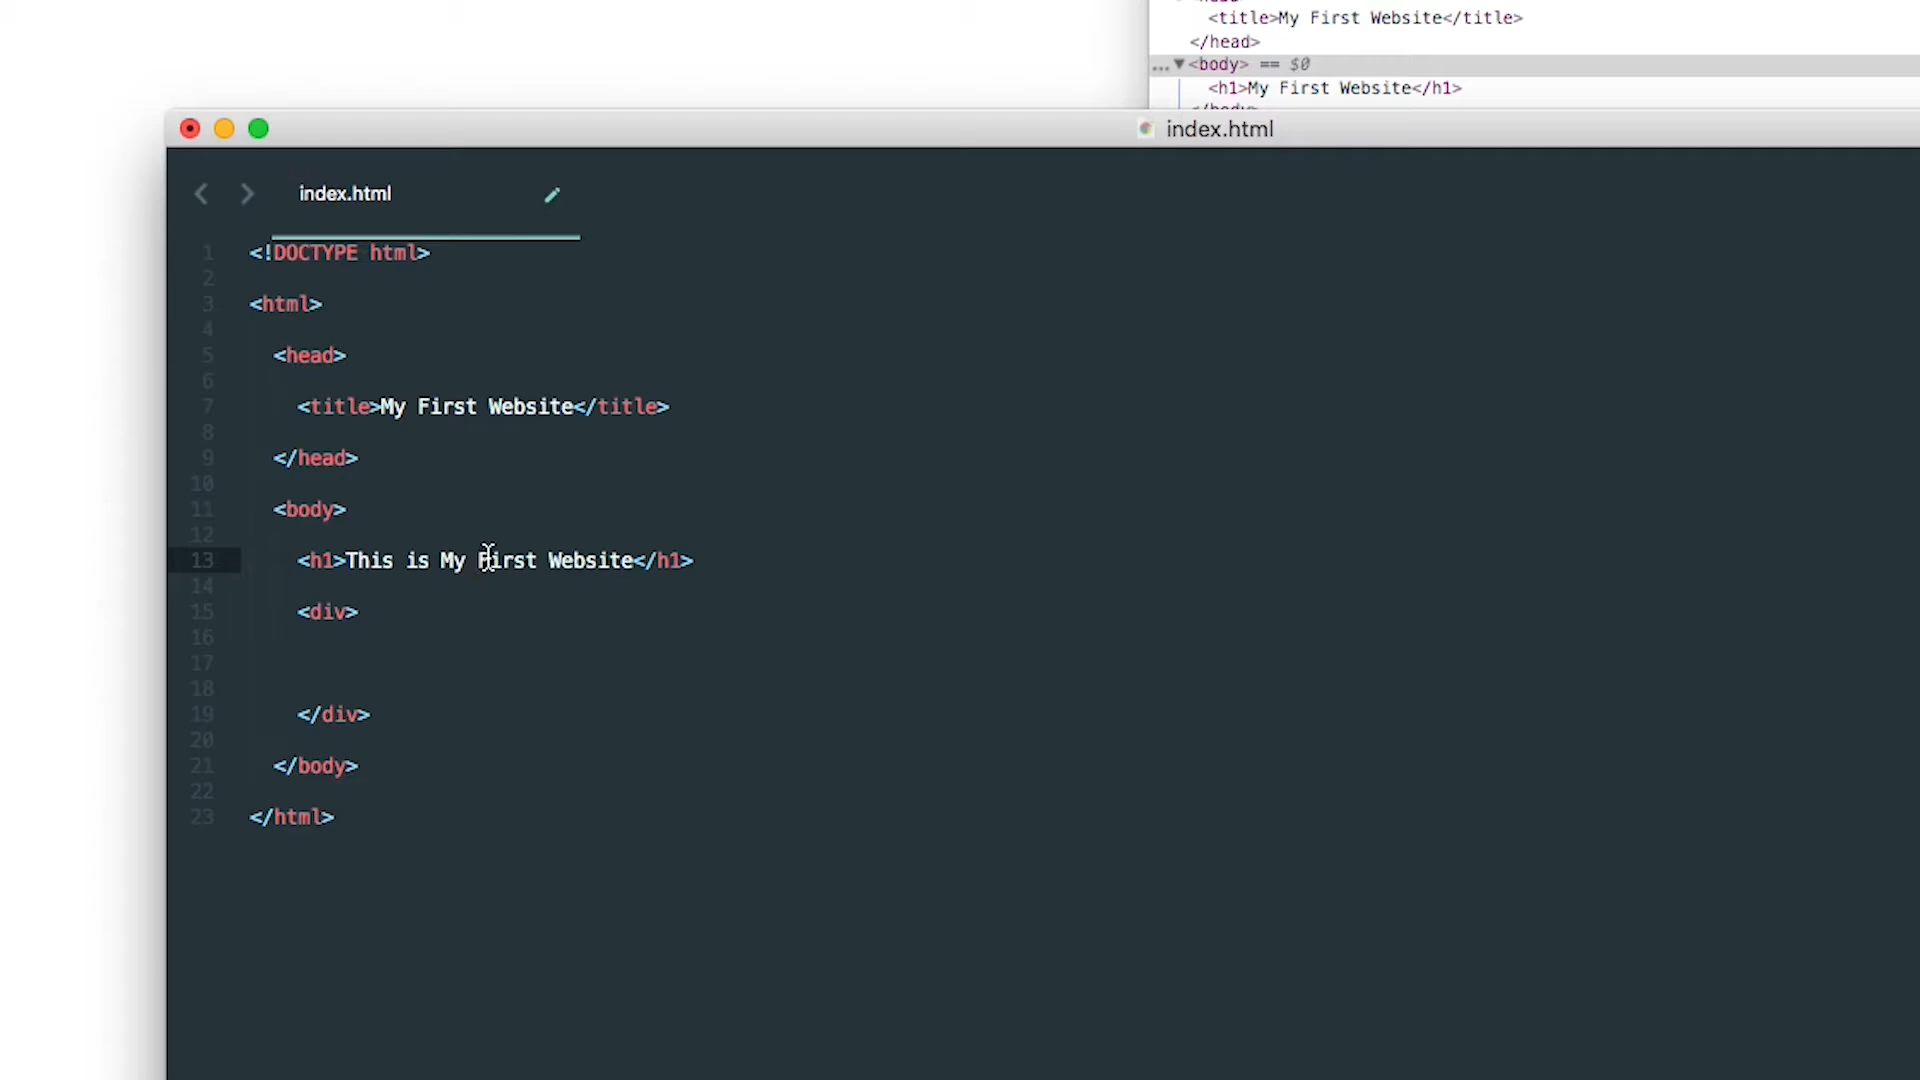 <title>My First Website</title>
</head>
...▼<body> == $0
<h1>My First Website</h1>
index.html
index.html
1 <!DOCTYPE html>
2
3 <html>
4
5 <head>
6
7 <title>My First Website</title>
8
9 </head>
10
11 <body>
12
13 <h1>This is My First Website</h1>
14
15 <div>
16
17
18
19 </div>
20
21 </body>
22
23 </html>